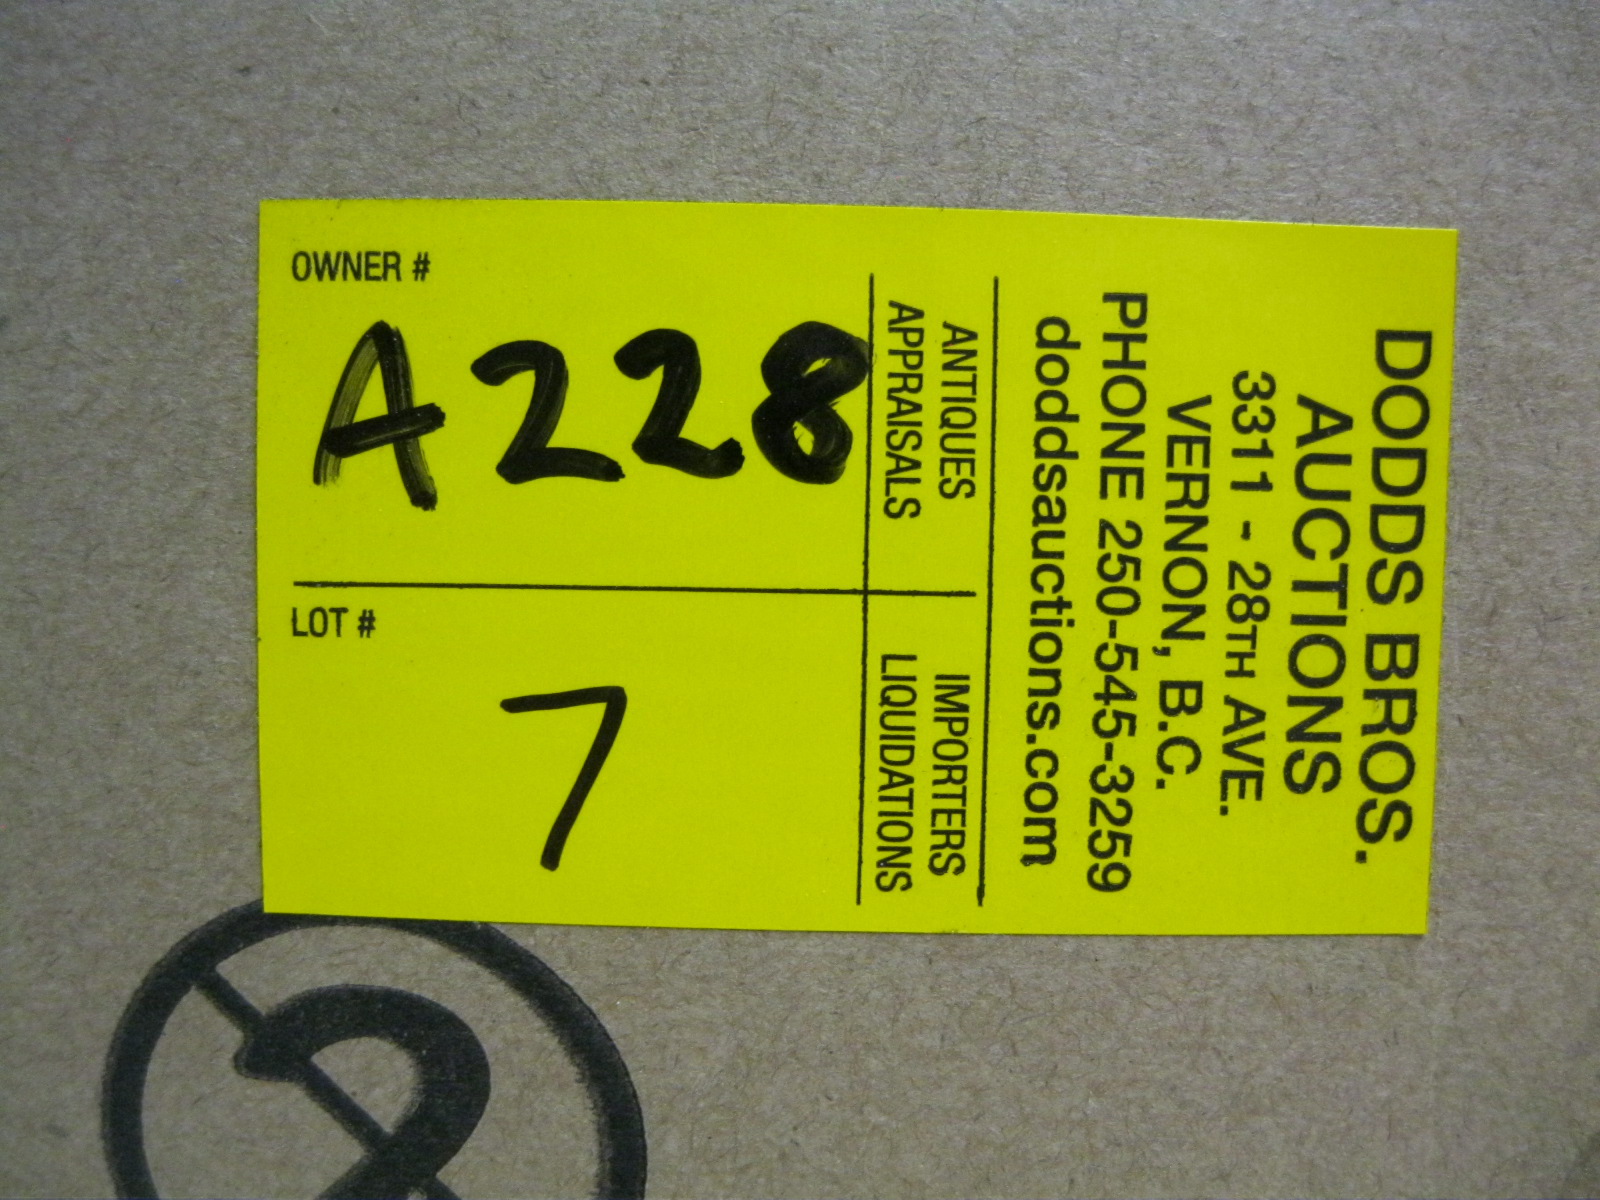 DODDS BROS.
AUCTIONS
3311 - 28TH AVE.
VERNON, B.C.
PHONE 250-545-3259
doddsauctions.com
ANTIQUES
APPRAISALS
IMPORTERS
LIQUIDATIONS
OWNER #
A228
LOT #
7